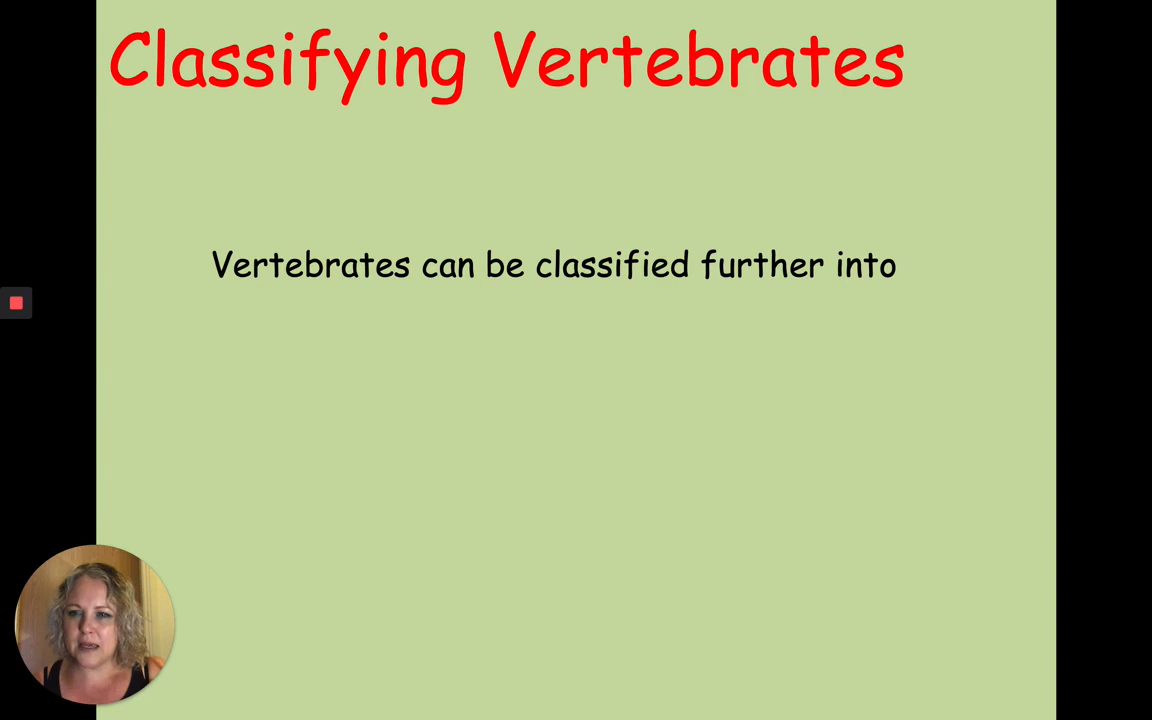 Classifying Vertebrates
Vertebrates can be classified further into